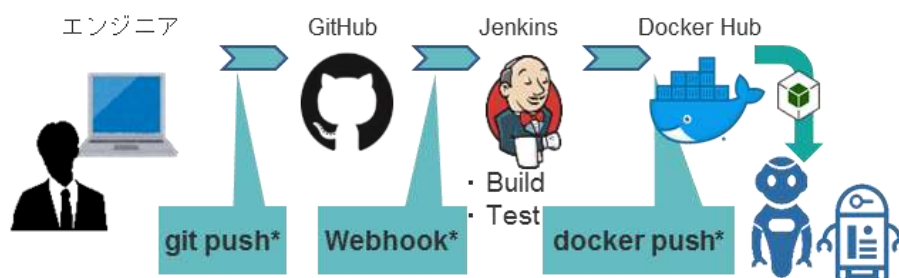 エンジニア
GitHub
Jenkins
Docker Hub
・ Build
・ Test
git push*
Webhook*
docker push*